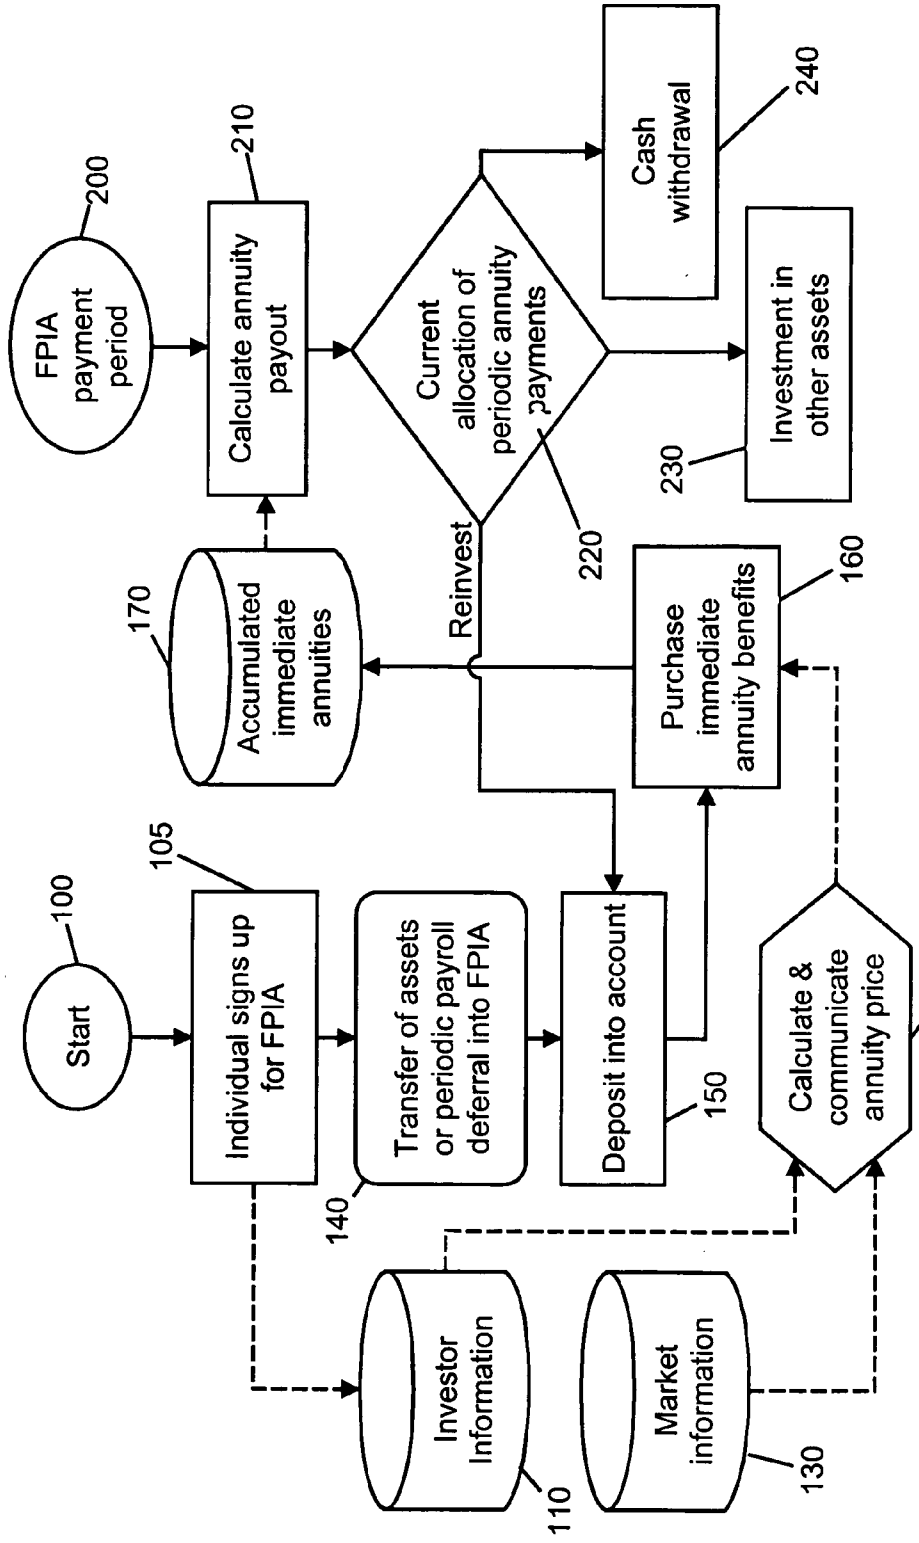 Start
100
Individual signs up
for FPIA
105
Transfer of assets
or periodic payroll
deferral into FPIA
140
Deposit into account
150
Investor
Information
110
Market
information
130
Calculate &
communicate
annuity price
Purchase
immediate
annuity benefits
160
Accumulated
immediate
annuities
170
FPIA
payment
period
200
Calculate annuity
payout
210
Current
allocation of
periodic annuity
payments
220
Reinvest
Investment in
other assets
230
Cash
withdrawal
240